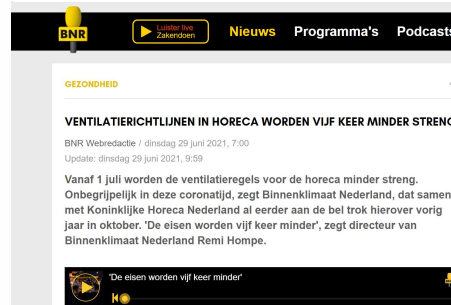 BNR
Luister live
Zakendoen
Nieuws Programma's Podcasts
GEZONDHEID
VENTILATIERICHTLIJNEN IN HORECA WORDEN VIJF KEER MINDER STRENG
BNR Webredactie / dinsdag 29 juni 2021, 7:00
Update: dinsdag 29 juni 2021, 9:59
Vanaf 1 juli worden de ventilatieregels voor de horeca minder streng.
Onbegrijpelijk in deze coronatijd, zegt Binnenklimaat Nederland, dat samen
met Koninklijke Horeca Nederland al eerder aan de bel trok hierover vorig
jaar in oktober. 'De eisen worden vijf keer minder', zegt directeur van
Binnenklimaat Nederland Remi Hompe.
'De eisen worden vijf keer minder'